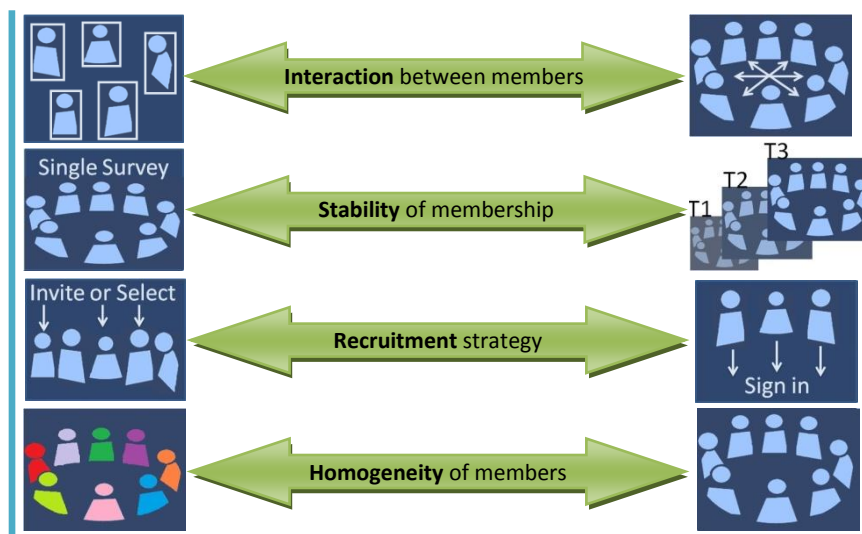 Interaction between members
Single Survey
Stability of membership
T1
T2
T3
Invite or Select
Recruitment strategy
Sign in
Homogeneity of members